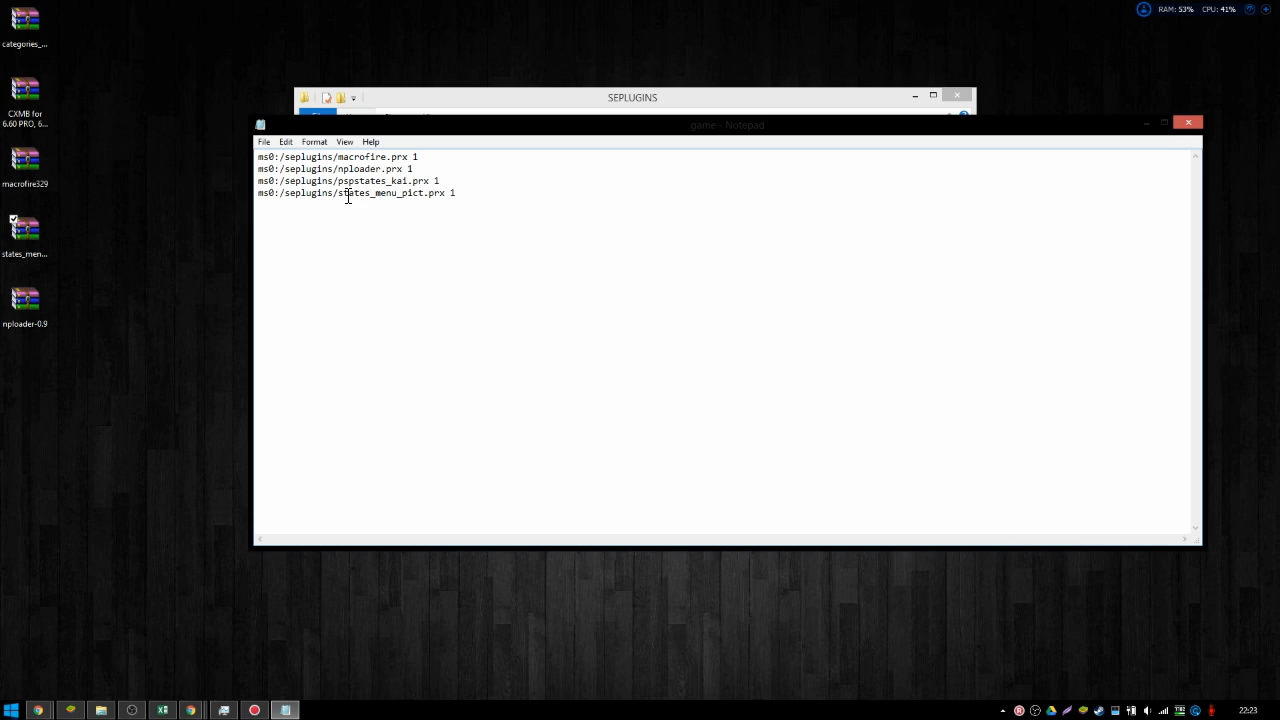 RAM: 53% CPU: 41%
categories_...
CXMB for
6.60 PRO, 6...
macrofire329
states_men...
nploader-0.9
SEPLUGINS
game - Notepad
File Edit Format View Help
ms0:/seplugins/macrofire.prx 1
ms0:/seplugins/nploader.prx 1
ms0:/seplugins/pspstates_kai.prx 1
ms0:/seplugins/states_menu_pict.prx 1
22:23